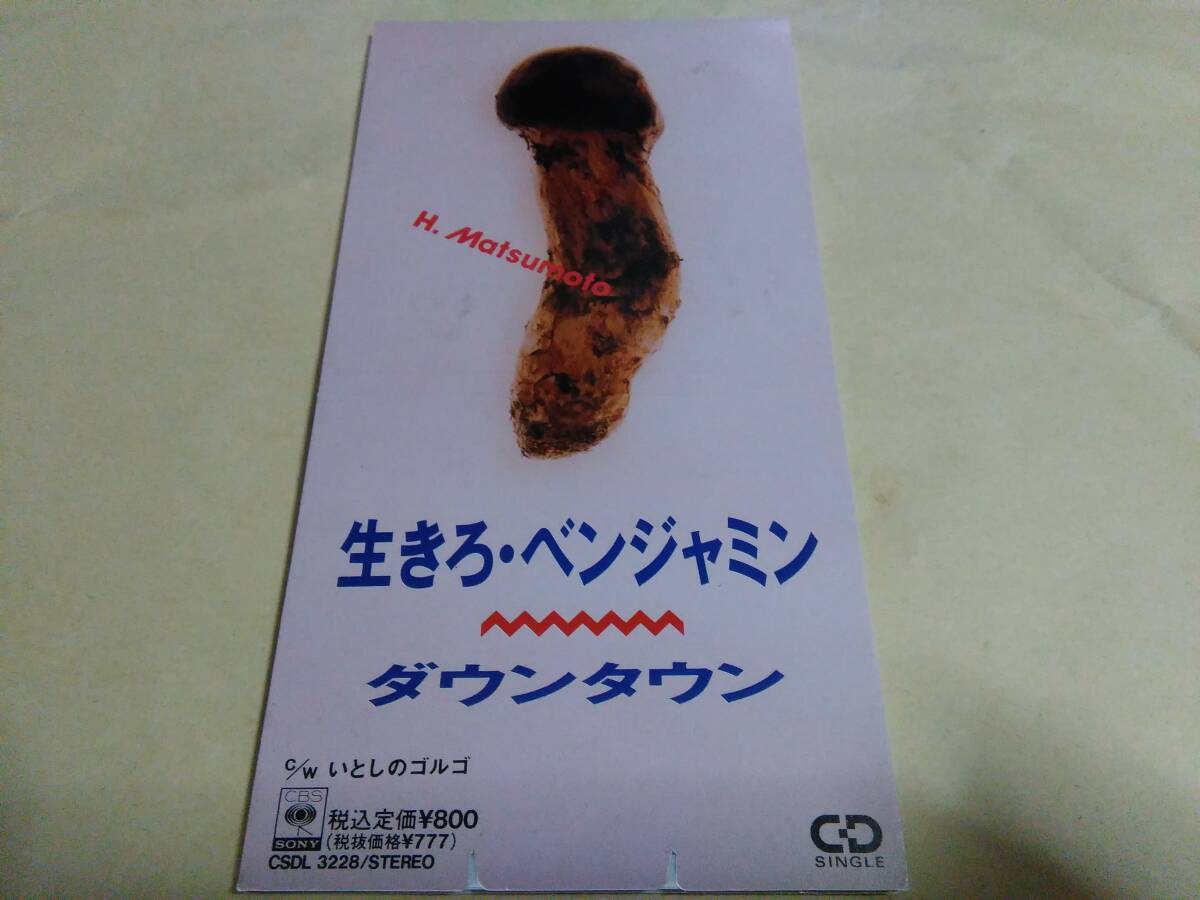 H. Matsumoto
生きろ・ベンジャミン
ダウンタウン
C/W いとしのゴルゴ
CBS
SONY
税込定価¥800
(税抜価格¥777)
CSDL 3228/STEREO
CD
SINGLE